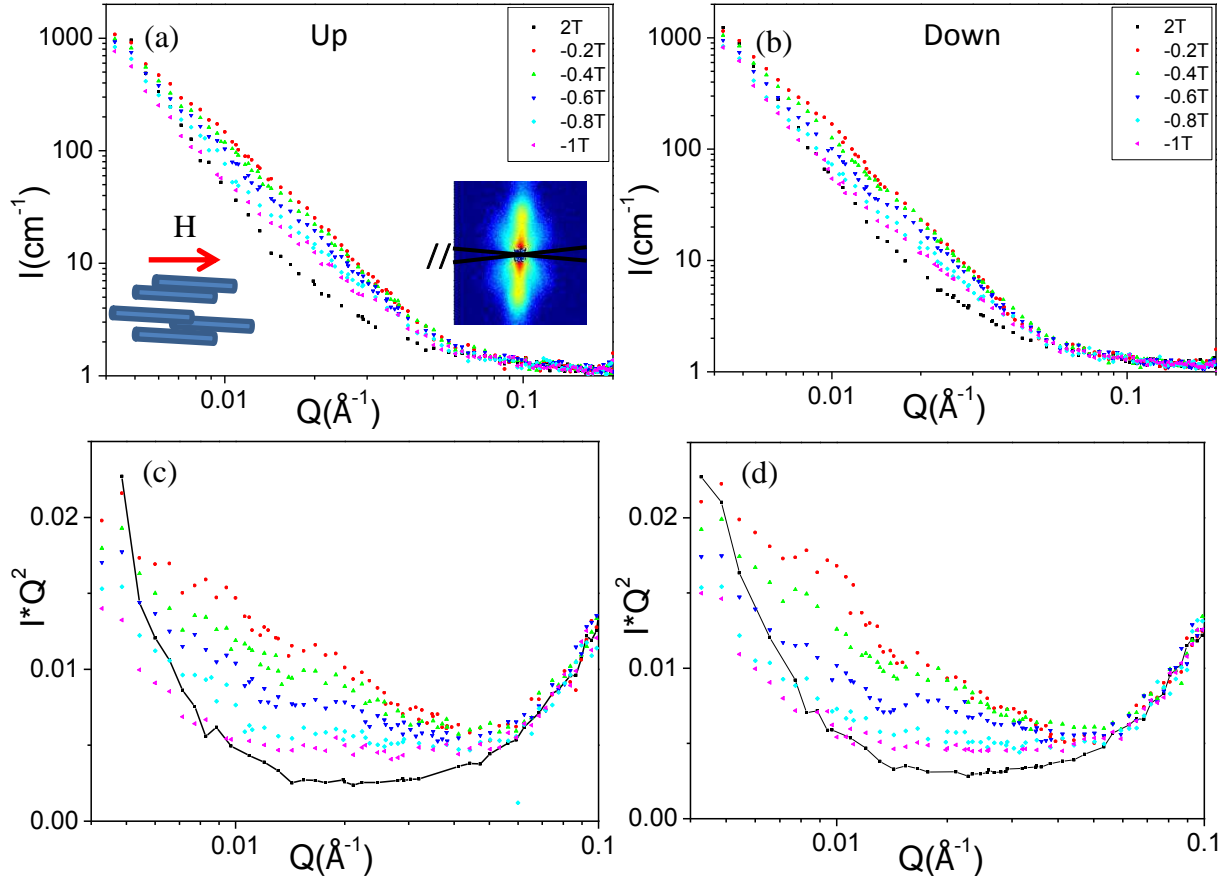 (a)
Up
2T
-0.2T
-0.4T
-0.6T
-0.8T
-1T
1000
100
10
1
I(cm⁻¹)
H
//
0.01
0.1
Q(Å⁻¹)
(b)
Down
2T
-0.2T
-0.4T
-0.6T
-0.8T
-1T
1000
100
10
1
I(cm⁻¹)
0.01
0.1
Q(Å⁻¹)
(c)
0.02
0.01
0.00
I*Q²
0.01
0.1
Q(Å⁻¹)
(d)
0.02
0.01
0.00
I*Q²
0.01
0.1
Q(Å⁻¹)